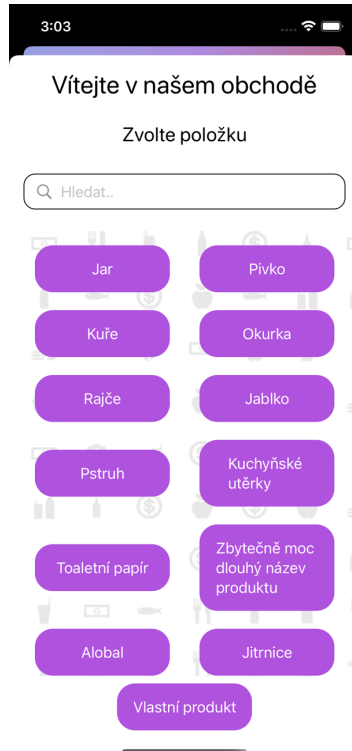 3:03
Vítejte v našem obchodě
Zvolte položku
Hledat..
Jar
Pivko
Kuře
Okurka
Rajče
Jablko
Pstruh
Kuchyňské
utěrky
Toaletní papír
Zbytečně moc
dlouhý název
produktu
Alobal
Jitrnice
Vlastní produkt